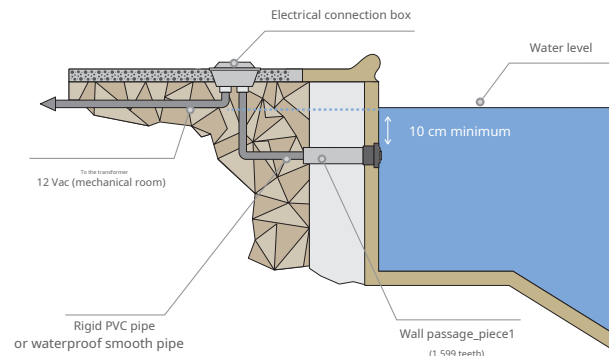 Electrical connection box
Water level
10 cm minimum
To the transformer
12 Vac (mechanical room)
Rigid PVC pipe
or waterproof smooth pipe
Wall passage_piece1
(1,599 teeth)